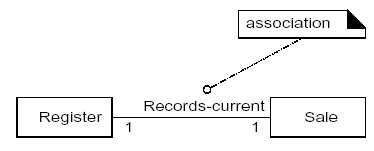 association
Records-current
Register
Sale
1
1